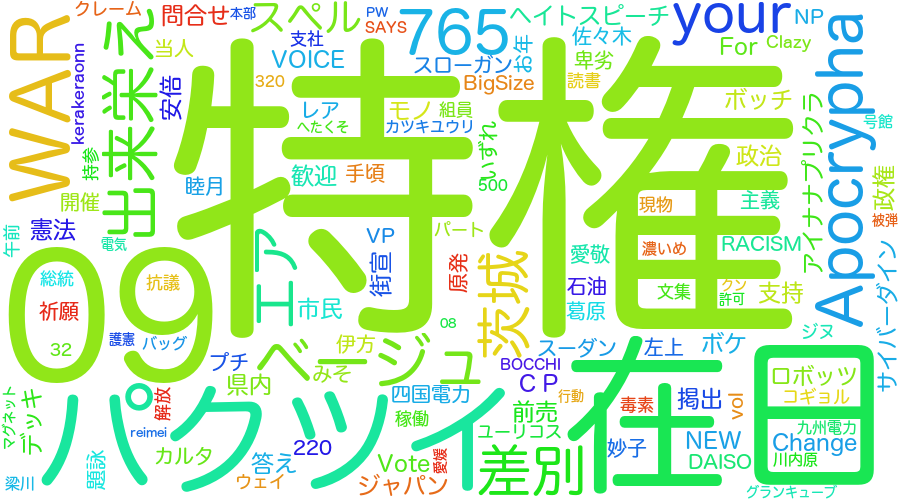 クレーム
問合せ
本部
スペル
PW
SAYS
765
ヘイトスピーチ
your
NP
WAR
kerakeraonn
出来栄え
当人
支社
VOICE
スローガン
お年
佐々木
For
Clazy
Apocrypha
安倍
320
レア
へたくそ
モノ
組員
カツキユウリ
BigSize
卑劣
読書
ボッチ
号館
持参
特権
睦月
歓迎
手頃
いずれ
500
政治
アイナナプリクラ
政権
開催
憲法
午前
電気
エア
VP
街宣
パート
原発
愛敬
現物
濃いめ
主義
RACISM
被弾
サイバーダイン
09
総統
祈願
抗議
市民
茨城
石油
葛原
文集
クソ
許可
支持
32
護憲
バッグ
プチ
ベージュ
伊方
みそ
08
スーダン
左上
ボケ
ジヌ
マグネット
デッキ
パクツイ
解放
県内
四国電力
BOCCHI
CP
行動
在日
ロボッツ
コギョル
reimei
カルタ
220
稼働
前売
ユーリコス
毒素
掲出
vol
九州電力
梁川
題詠
答え
ウェイ
Vote
愛媛
ジャパン
差別
妙子
NEW
DAISO
Change
川内原
グランキューブ